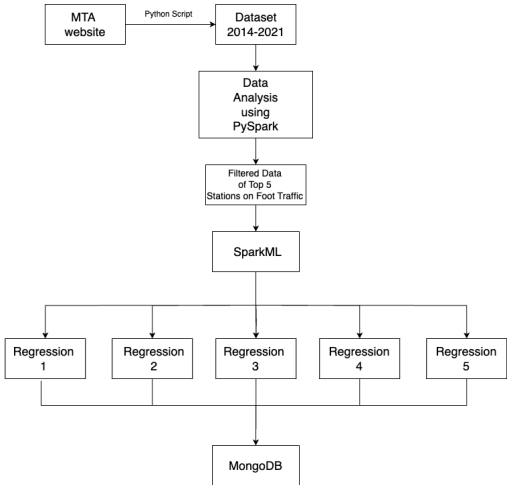 MTA
website
Python Script
Dataset
2014-2021
Data
Analysis
using
PySpark
Filtered Data
of Top 5
Stations on Foot Traffic
SparkML
Regression
1
Regression
2
Regression
3
Regression
4
Regression
5
MongoDB